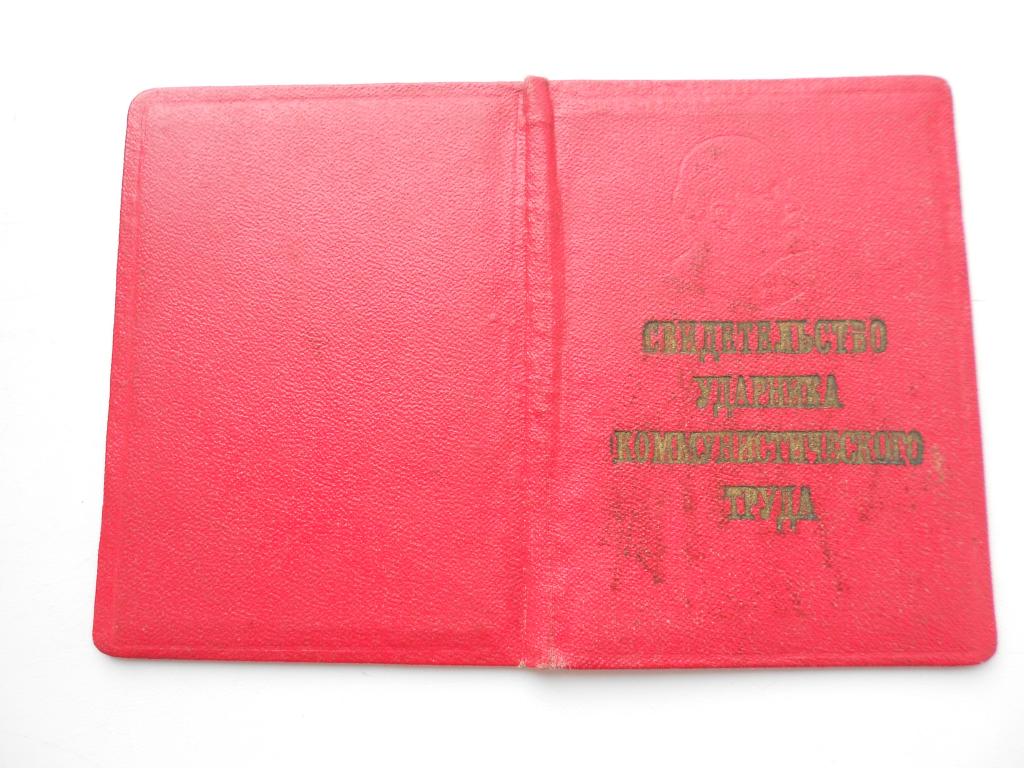 СВИДЕТЕЛЬСТВО
УДАРНИКА
КОММУНИСТИЧЕСКОГО
ТРУДА